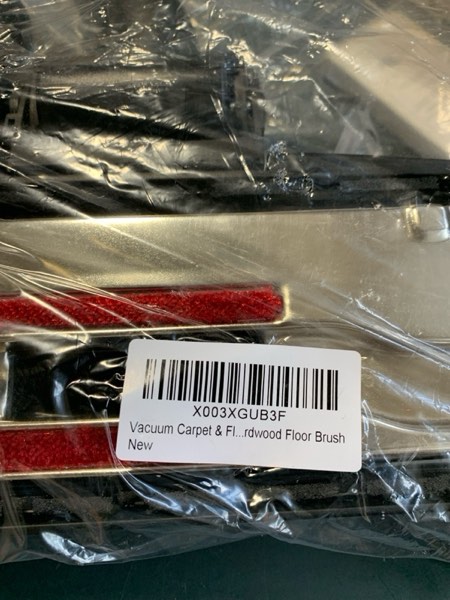 X003XGUB3F
Vacuum Carpet & Fl...rdwood Floor Brush
New